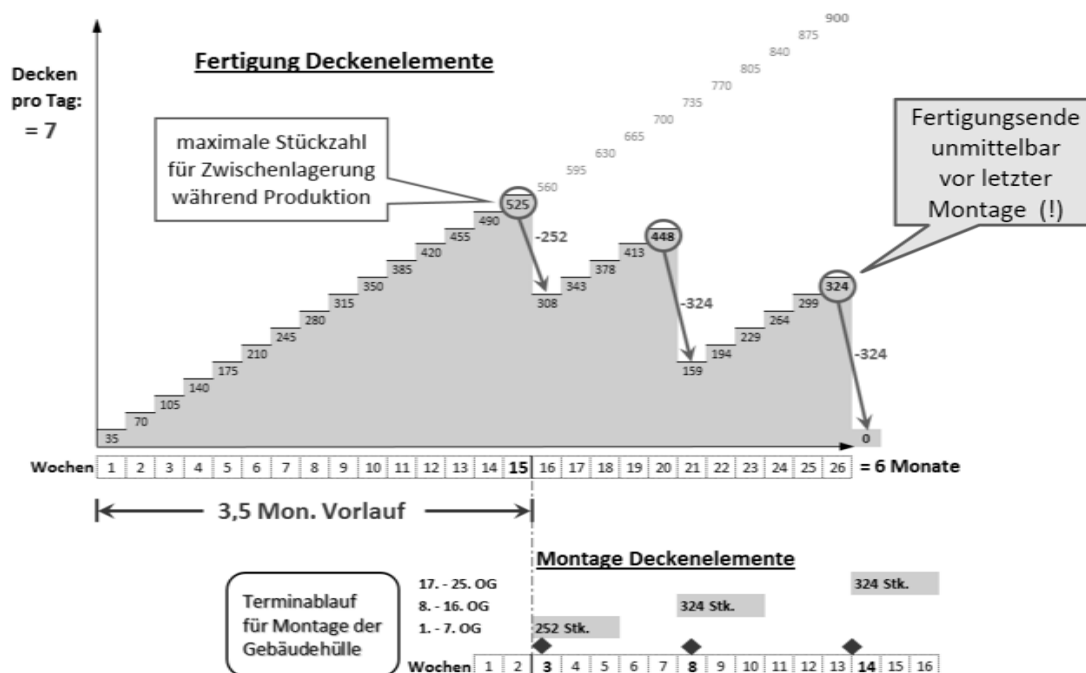 Fertigung Deckenelemente
Decken
pro Tag:
= 7
maximale Stückzahl
für Zwischenlagerung
während Produktion
Fertigungsende
unmittelbar
vor letzter
Montage (!)
900
875
840
805
770
735
700
665
630
595
560
525
490
455
420
385
350
315
280
245
210
175
140
105
70
35
-252
308
343
378
413
448
-324
159
194
229
264
299
324
-324
0
Wochen 1 2 3 4 5 6 7 8 9 10 11 12 13 14 15 16 17 18 19 20 21 22 23 24 25 26 = 6 Monate
3,5 Mon. Vorlauf
Montage Deckenelemente
Terminablauf
für Montage der
Gebäudehülle
17. - 25. OG 324 Stk.
8. - 16. OG 324 Stk.
1. - 7. OG 252 Stk.
Wochen 1 2 3 4 5 6 7 8 9 10 11 12 13 14 15 16